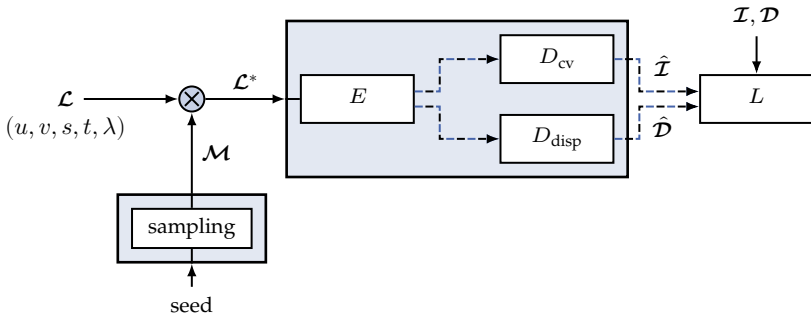 𝓘, 𝓓
𝓛
(u, v, s, t, λ)
⊗
𝓛*
E
D_cv
D_disp
𝓘̂
𝓓̂
L
𝓜
sampling
seed